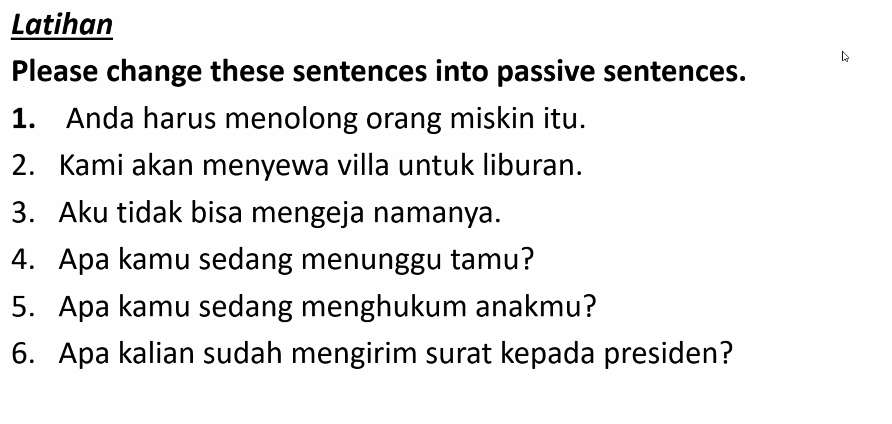 Latihan
Please change these sentences into passive sentences.
1. Anda harus menolong orang miskin itu.
2. Kami akan menyewa villa untuk liburan.
3. Aku tidak bisa mengeja namanya.
4. Apa kamu sedang menunggu tamu?
5. Apa kamu sedang menghukum anakmu?
6. Apa kalian sudah mengirim surat kepada presiden?